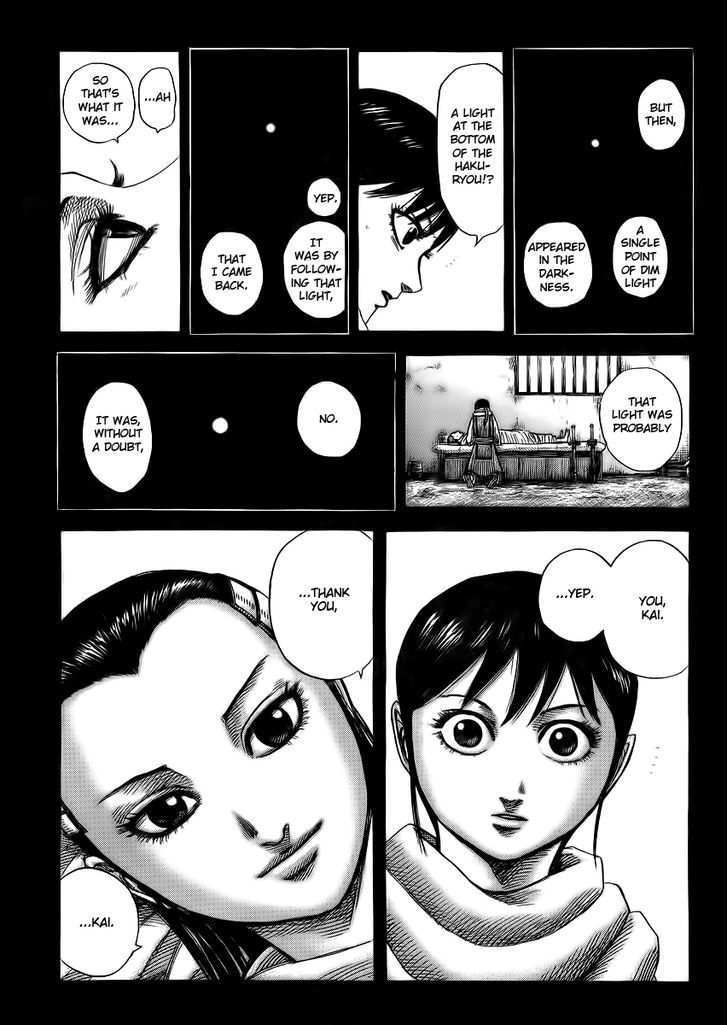 BUT
THEN,
A
SINGLE
POINT
OF DIM
LIGHT
APPEARED
IN THE
DARK-
NESS.
A LIGHT
AT THE
BOTTOM
OF THE
HAKU-
RYOU!?
YEP.
IT
WAS BY
FOLLOW-
ING THAT
LIGHT,
THAT
I CAME
BACK.
...AH
SO
THAT'S
WHAT IT
WAS...
THAT
LIGHT WAS
PROBABLY
NO.
IT WAS,
WITHOUT
A DOUBT,
YOU,
KAI.
...YEP.
...THANK
YOU,
...KAI.